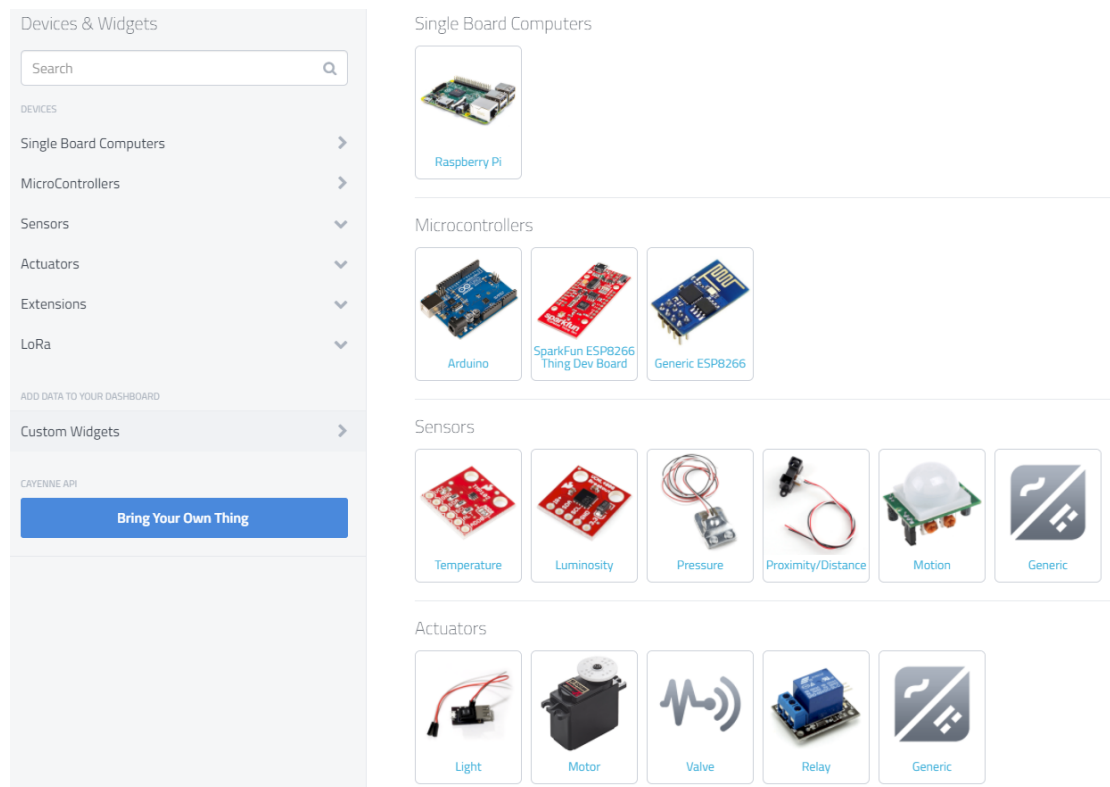 Devices & Widgets
Search
DEVICES
Single Board Computers
MicroControllers
Sensors
Actuators
Extensions
LoRa
ADD DATA TO YOUR DASHBOARD
Custom Widgets
CAYENNE API
Bring Your Own Thing
Single Board Computers
Raspberry Pi
Microcontrollers
Arduino
SparkFun ESP8266
Thing Dev Board
Generic ESP8266
sparkfun
Sensors
Temperature
Luminosity
Pressure
Proximity/Distance
Motion
Generic
Actuators
Light
Motor
Valve
Relay
Generic